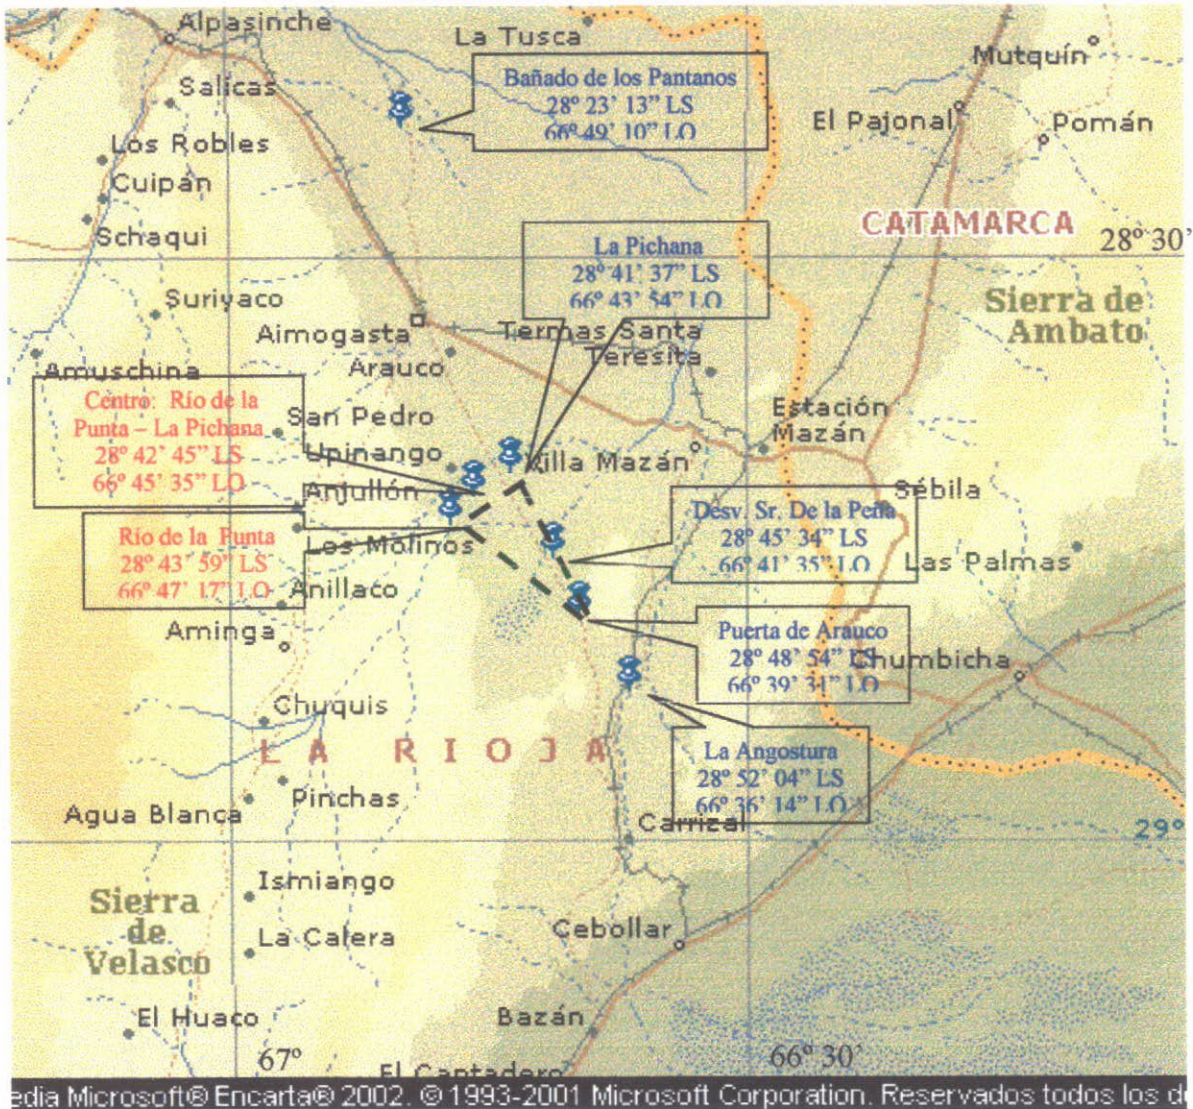 Alpasinche
La Tusca
Mutquín
Bañado de los Pantanos
28º 23' 13” LS
66º 49' 10” LO
Salícas
El Pajonal
Pomán
Los Robles
Cuipán
Schaqui
CATAMARCA
28º 30'
La Pichana
28º 41' 37” LS
66º 43' 54” LO
Suriyaco
Sierra de
Ambato
Aimogasta
Termas Santa
Teresita
Arauco
Amuschina
Centro: Río de la
Punta – La Pichana
28º 42' 45” LS
66º 45' 35” LO
San Pedro
Estación
Mazán
Upinango
Villa Mazán
Anjullón
Sébila
Río de la Punta
28º 43' 59” LS
66º 47' 17” LO
Los Molinos
Desv. Sr. De la Peña
28º 45' 34” LS
66º 41' 35” LO
Las Palmas
Anillaco
Aminga
Puerta de Arauco
28º 48' 54” LS
66º 39' 31” LO
Chumbicha
Chuquis
LA RIOJA
La Angostura
28º 52' 04” LS
66º 36' 14” LO
Pinchas
Agua Blanca
Carrizal
29°
Ismiango
Sierra
de
Velasco
La Calera
Cebollar
El Huaco
Bazán
67º
66º 30'
El Cantadero
edia Microsoft® Encarta® 2002. © 1993-2001 Microsoft Corporation. Reservados todos los de